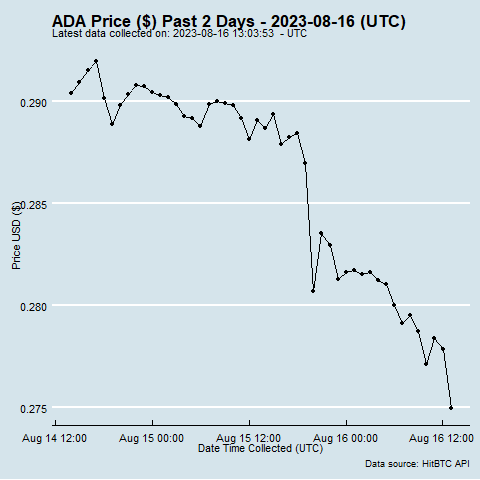 ADA Price ($) Past 2 Days - 2023-08-16 (UTC)
Latest data collected on: 2023-08-16 13:03:53 - UTC
0.290
0.285
Price USD ($)
0.280
0.275
Aug 14 12:00 Aug 15 00:00 Aug 15 12:00 Aug 16 00:00 Aug 16 12:00
Date Time Collected (UTC)
Data source: HitBTC API